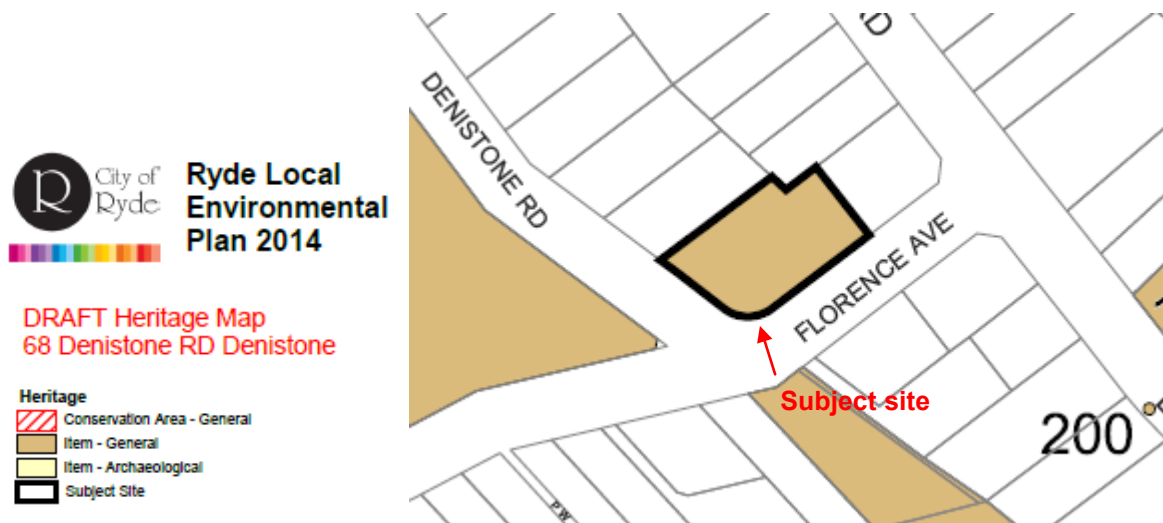 R
City of
Ryde
Ryde Local
Environmental
Plan 2014
DRAFT Heritage Map
68 Denistone RD Denistone
Heritage
Conservation Area - General
Item - General
Item - Archaeological
Subject Site
DENISTONE RD
RD
FLORENCE AVE
Subject site
200
P W